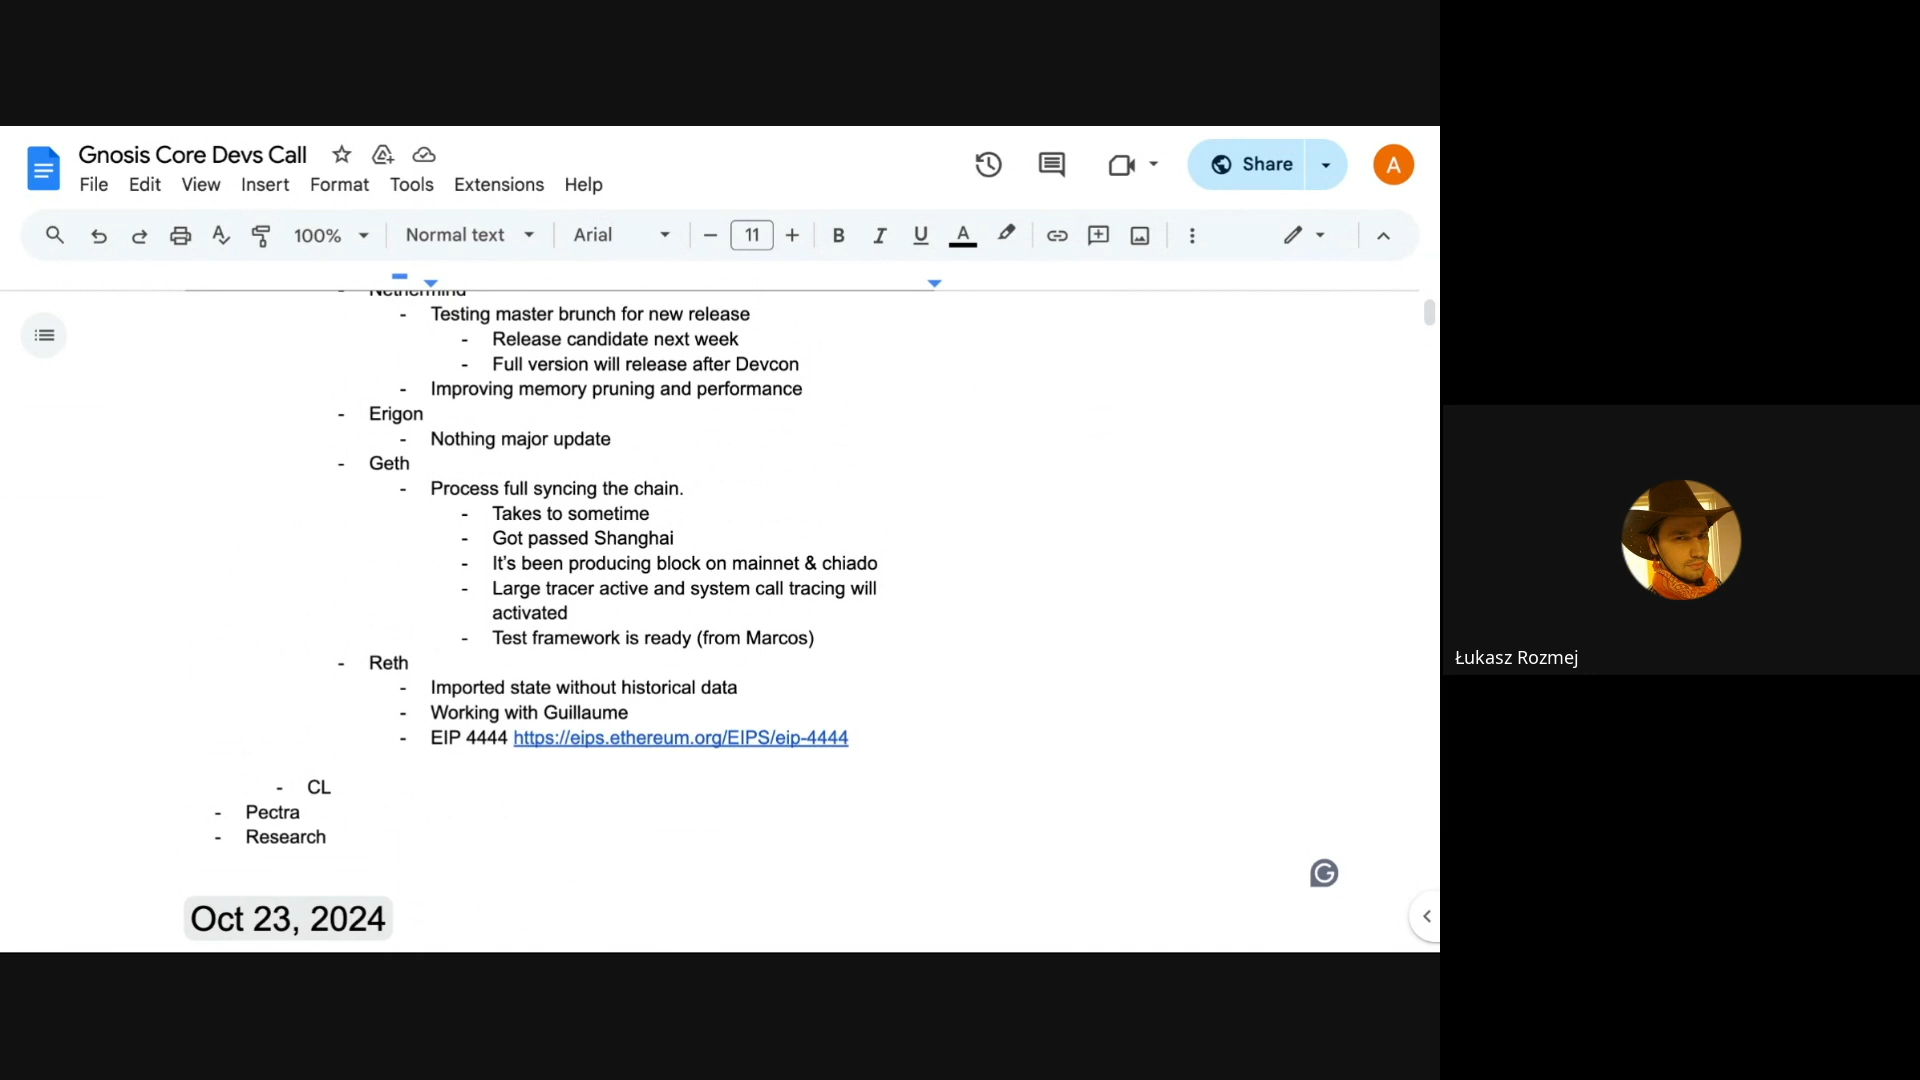 Gnosis Core Devs Call
File Edit View Insert Format Tools Extensions Help
Share
A
100% Normal text Arial 11 B I U A
Nethermind
- Testing master brunch for new release
- Release candidate next week
- Full version will release after Devcon
- Improving memory pruning and performance
- Erigon
- Nothing major update
- Geth
- Process full syncing the chain.
- Takes to sometime
- Got passed Shanghai
- It's been producing block on mainnet & chiado
- Large tracer active and system call tracing will
activated
- Test framework is ready (from Marcos)
- Reth
- Imported state without historical data
- Working with Guillaume
- EIP 4444 https://eips.ethereum.org/EIPS/eip-4444
- CL
- Pectra
- Research
Oct 23, 2024
Łukasz Rozmej